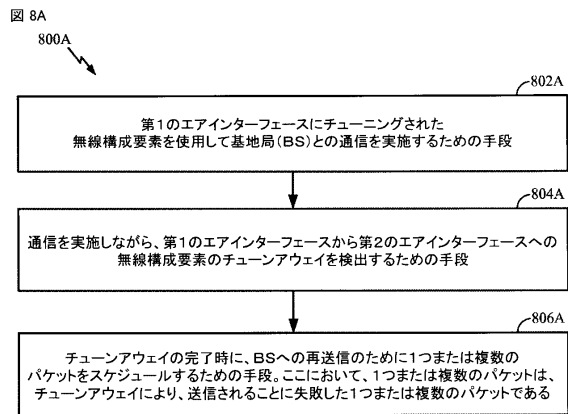 図 8A
800A
802A
第1のエアインターフェースにチューニングされた
無線構成要素を使用して基地局(BS)との通信を実施するための手段
804A
通信を実施しながら、第1のエアインターフェースから第2のエアインターフェースへの
無線構成要素のチューンアウェイを検出するための手段
806A
チューンアウェイの完了時に、BSへの再送信のために1つまたは複数の
パケットをスケジュールするための手段。ここにおいて、1つまたは複数のパケットは、
チューンアウェイにより、送信されることに失敗した1つまたは複数のパケットである